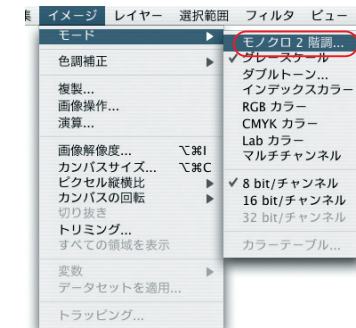 集 イメージ レイヤー 選択範囲 フィルタ ビュー
モード
色調補正
複製...
画像操作...
演算...
画像解像度... ⌥⌘I
カンバスサイズ... ⌥⌘C
ピクセル縦横比
カンバスの回転
切り抜き
トリミング...
すべての領域を表示
変数
データセットを適用...
トラッピング...
モノクロ 2 階調...
✓グレースケール
ダブルトーン...
インデックスカラー
RGB カラー
CMYK カラー
Lab カラー
マルチチャンネル
✓8 bit/チャンネル
16 bit/チャンネル
32 bit/チャンネル
カラーテーブル...